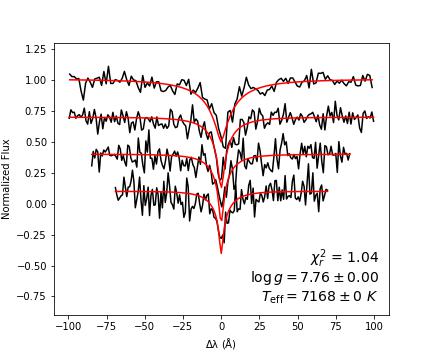 1.25
1.00
0.75
0.50
0.25
0.00
−0.25
−0.50
−0.75
Normalized Flux
χ²ᵣ = 1.04
log g = 7.76 ± 0.00
T_eff = 7168 ± 0 K
−100 −75 −50 −25 0 25 50 75 100
Δλ (Å)